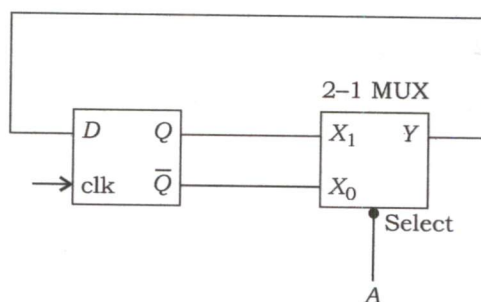 2–1 MUX
D Q X₁ Y
clk Q̅ X₀
Select
A